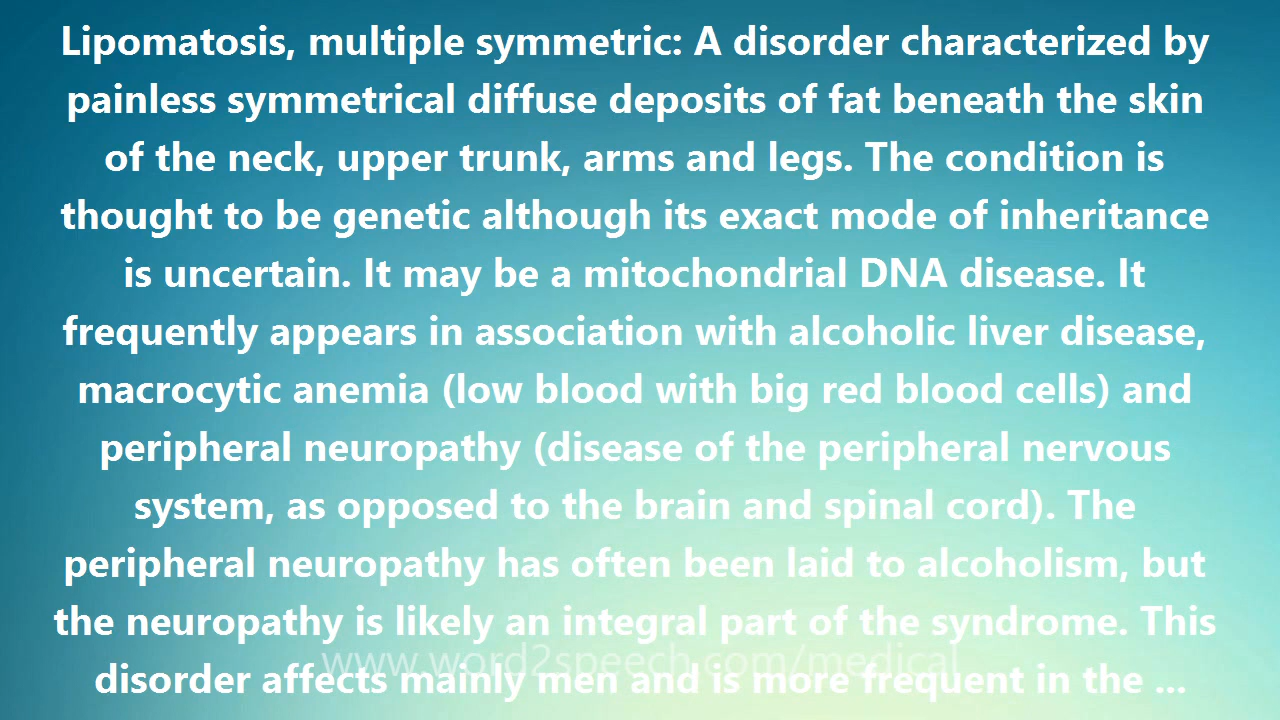 Lipomatosis, multiple symmetric: A disorder characterized by
painless symmetrical diffuse deposits of fat beneath the skin
of the neck, upper trunk, arms and legs. The condition is
thought to be genetic although its exact mode of inheritance
is uncertain. It may be a mitochondrial DNA disease. It
frequently appears in association with alcoholic liver disease,
macrocytic anemia (low blood with big red blood cells) and
peripheral neuropathy (disease of the peripheral nervous
system, as opposed to the brain and spinal cord). The
peripheral neuropathy has often been laid to alcoholism, but
the neuropathy is likely an integral part of the syndrome. This
www.word2speech.com/medical
disorder affects mainly men and is more frequent in the ...